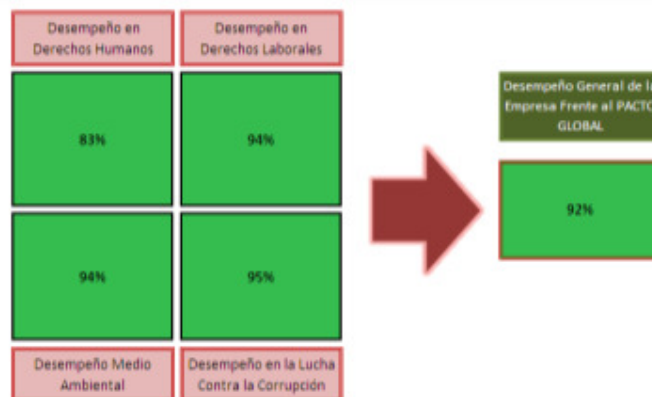 Desempeño en
Derechos Humanos
Desempeño en
Derechos Laborales
83%
94%
94%
95%
Desempeño Medio
Ambiental
Desempeño en la Lucha
Contra la Corrupción
Desempeño General de la
Empresa Frente al PACTO
GLOBAL
92%